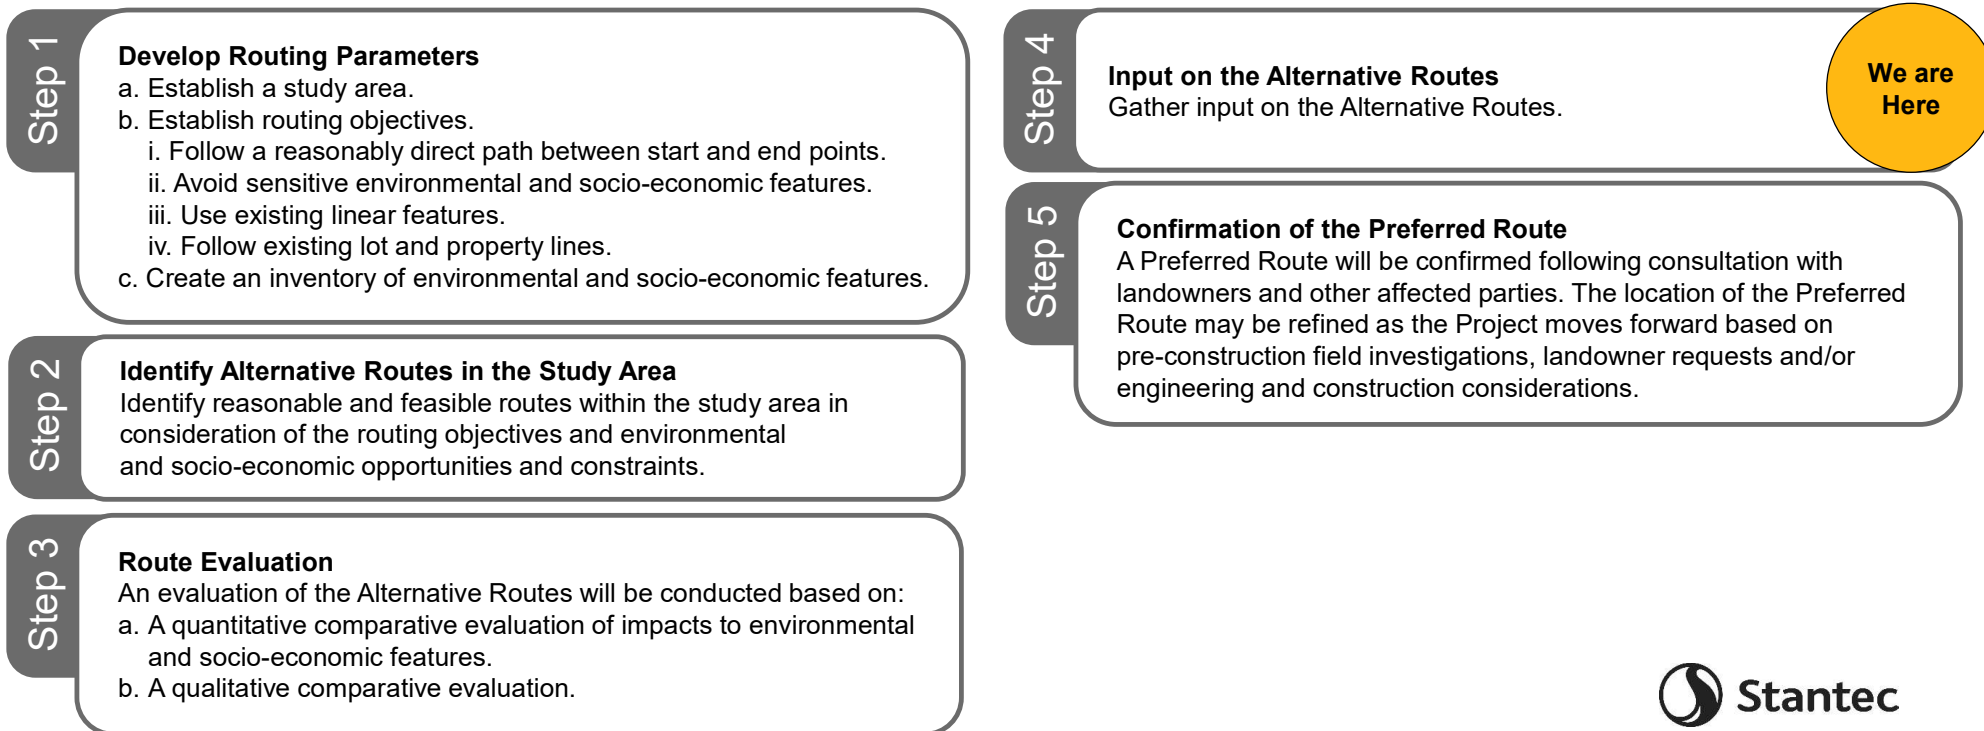 Step 1
Develop Routing Parameters
a. Establish a study area.
b. Establish routing objectives.
i. Follow a reasonably direct path between start and end points.
ii. Avoid sensitive environmental and socio-economic features.
iii. Use existing linear features.
iv. Follow existing lot and property lines.
c. Create an inventory of environmental and socio-economic features.
Step 2
Identify Alternative Routes in the Study Area
Identify reasonable and feasible routes within the study area in
consideration of the routing objectives and environmental
and socio-economic opportunities and constraints.
Step 3
Route Evaluation
An evaluation of the Alternative Routes will be conducted based on:
a. A quantitative comparative evaluation of impacts to environmental
and socio-economic features.
b. A qualitative comparative evaluation.
Step 4
Input on the Alternative Routes
Gather input on the Alternative Routes.
We are
Here
Step 5
Confirmation of the Preferred Route
A Preferred Route will be confirmed following consultation with
landowners and other affected parties. The location of the Preferred
Route may be refined as the Project moves forward based on
pre-construction field investigations, landowner requests and/or
engineering and construction considerations.
Stantec